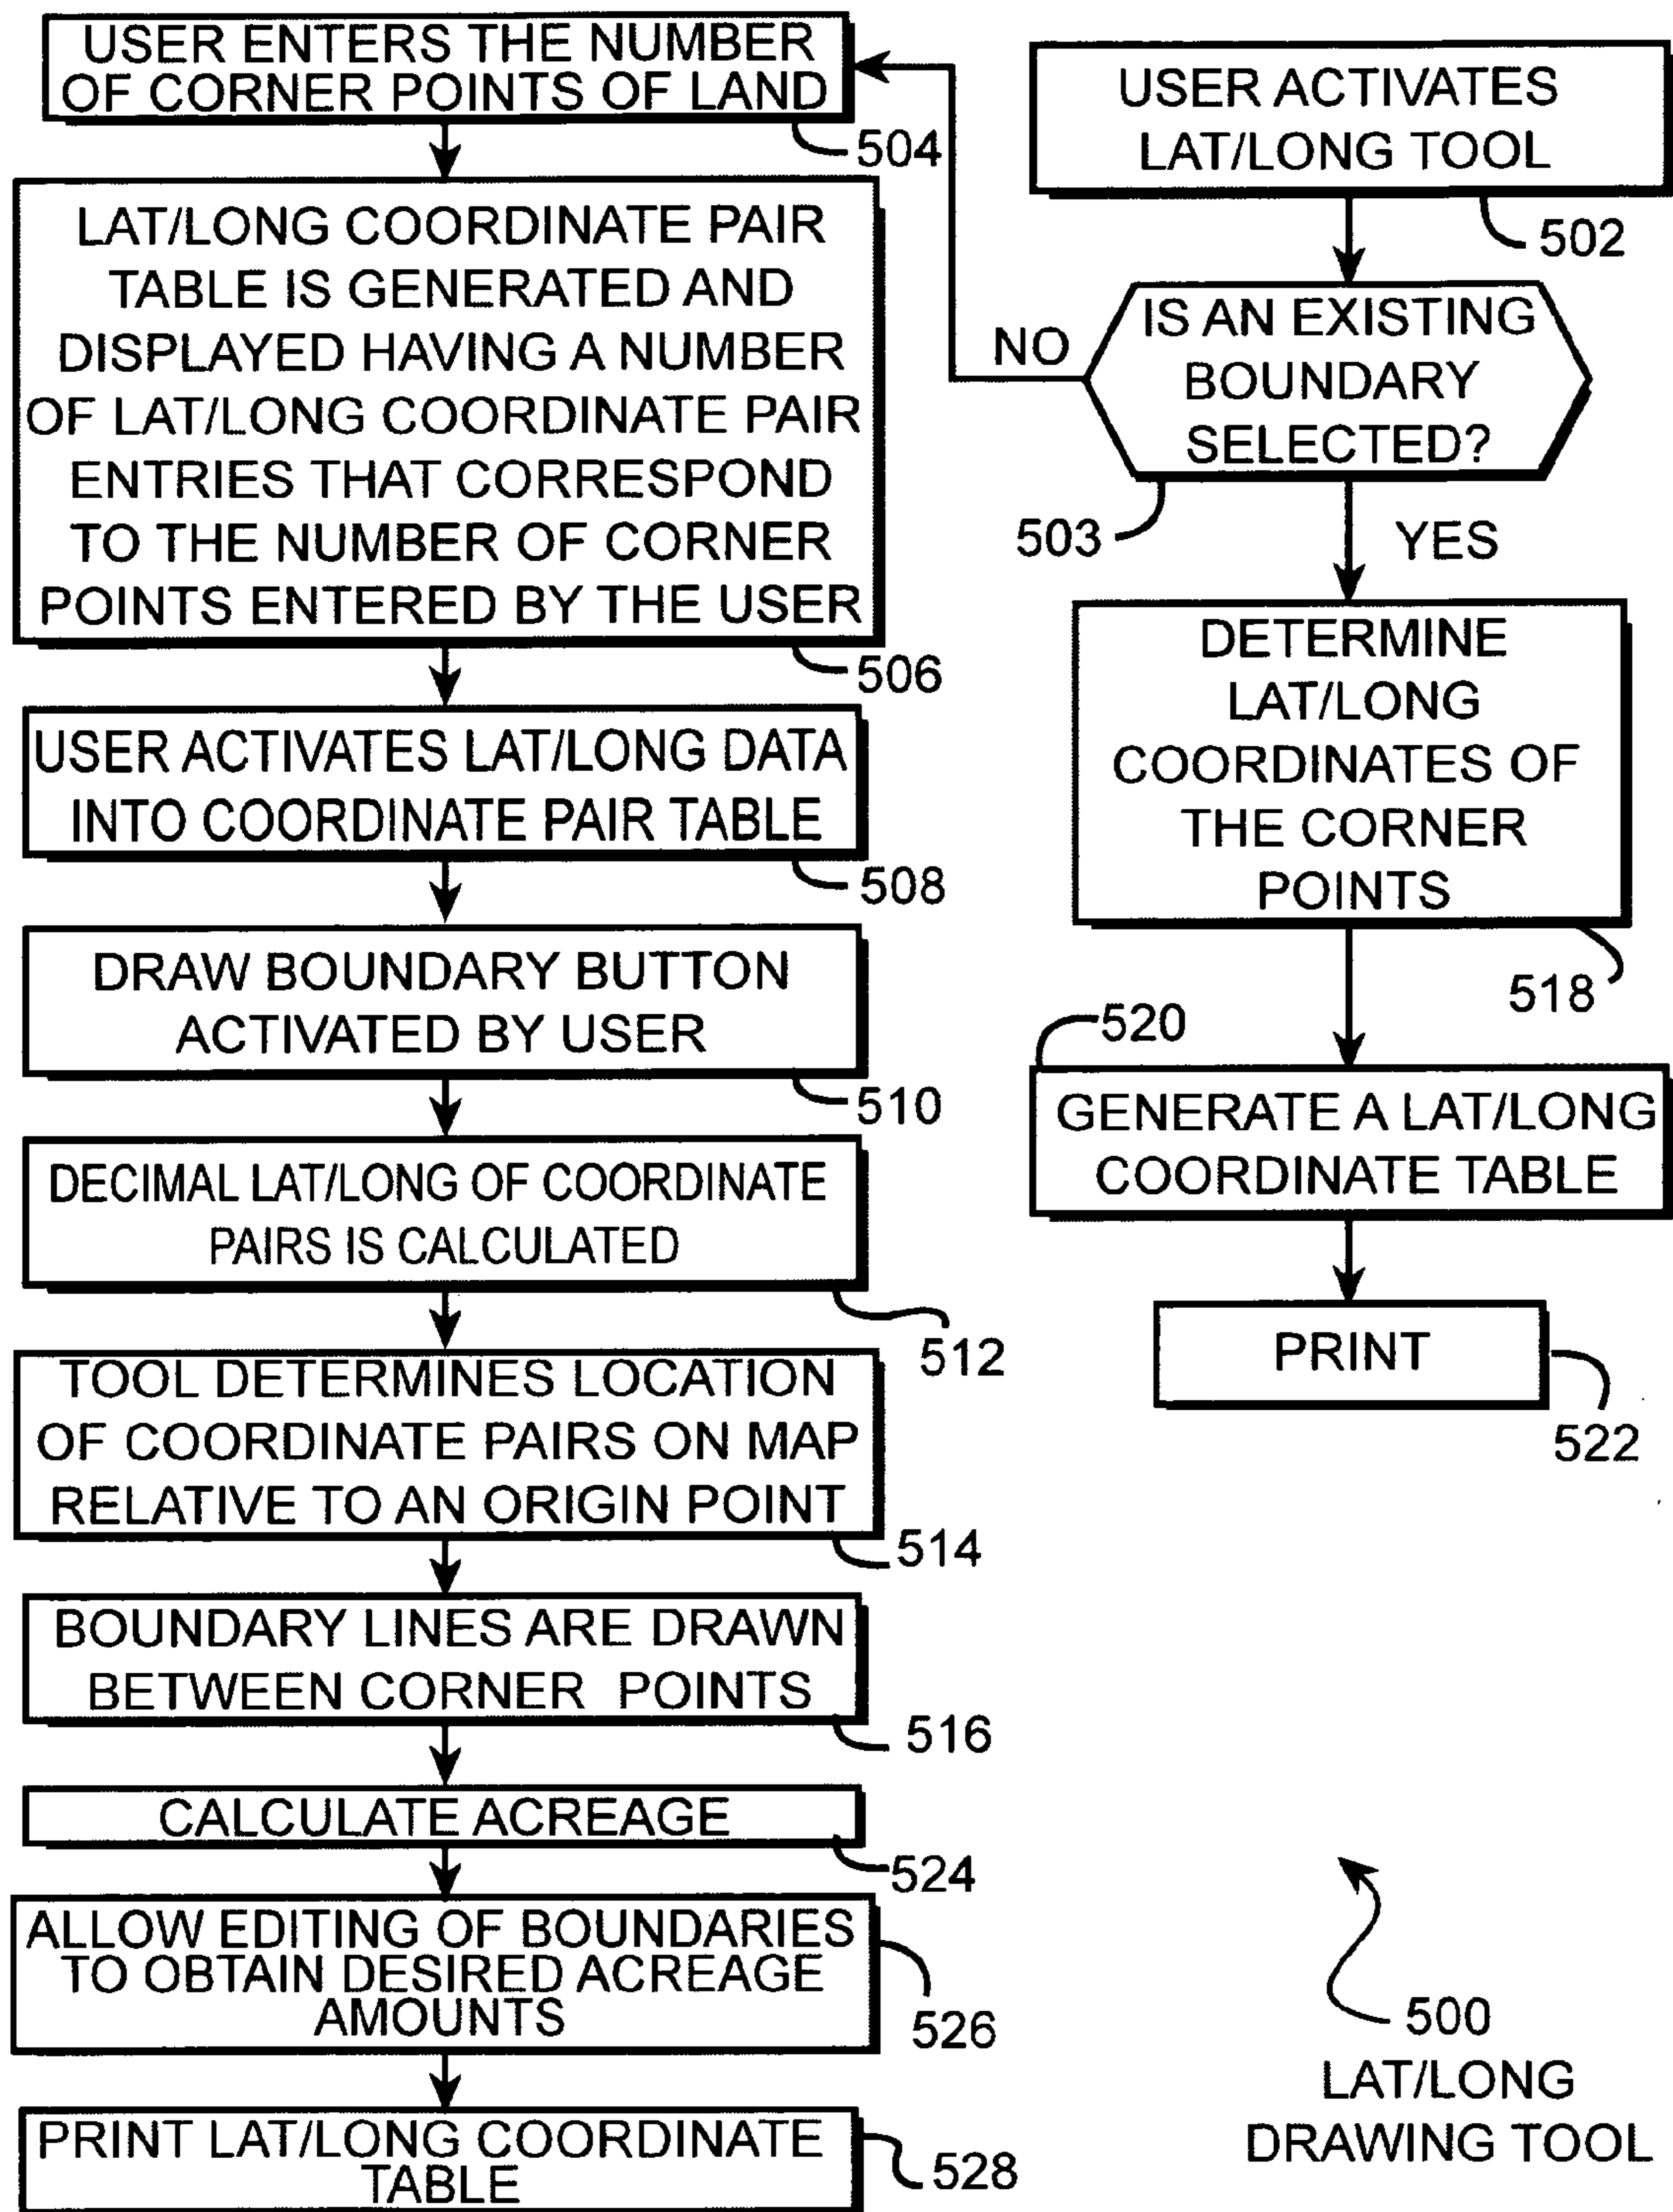 USER ENTERS THE NUMBER
OF CORNER POINTS OF LAND
504
LAT/LONG COORDINATE PAIR
TABLE IS GENERATED AND
DISPLAYED HAVING A NUMBER
OF LAT/LONG COORDINATE PAIR
ENTRIES THAT CORRESPOND
TO THE NUMBER OF CORNER
POINTS ENTERED BY THE USER
506
USER ACTIVATES LAT/LONG DATA
INTO COORDINATE PAIR TABLE
508
DRAW BOUNDARY BUTTON
ACTIVATED BY USER
510
DECIMAL LAT/LONG OF COORDINATE
PAIRS IS CALCULATED
512
TOOL DETERMINES LOCATION
OF COORDINATE PAIRS ON MAP
RELATIVE TO AN ORIGIN POINT
514
BOUNDARY LINES ARE DRAWN
BETWEEN CORNER POINTS
516
CALCULATE ACREAGE
524
ALLOW EDITING OF BOUNDARIES
TO OBTAIN DESIRED ACREAGE
AMOUNTS
526
PRINT LAT/LONG COORDINATE
TABLE
528
USER ACTIVATES
LAT/LONG TOOL
502
IS AN EXISTING
BOUNDARY
SELECTED?
NO
503
YES
DETERMINE
LAT/LONG
COORDINATES OF
THE CORNER
POINTS
518
520
GENERATE A LAT/LONG
COORDINATE TABLE
PRINT
522
500
LAT/LONG
DRAWING TOOL